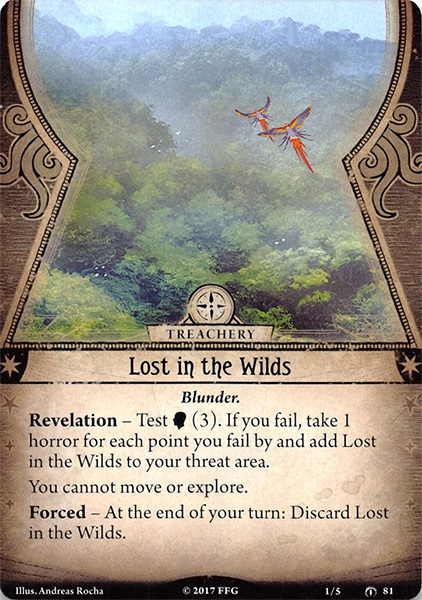 TREACHERY
Lost in the Wilds
Blunder.
Revelation – Test (3). If you fail, take 1
horror for each point you fail by and add Lost
in the Wilds to your threat area.
You cannot move or explore.
Forced – At the end of your turn: Discard Lost
in the Wilds.
Illus. Andreas Rocha © 2017 FFG 1/5 81